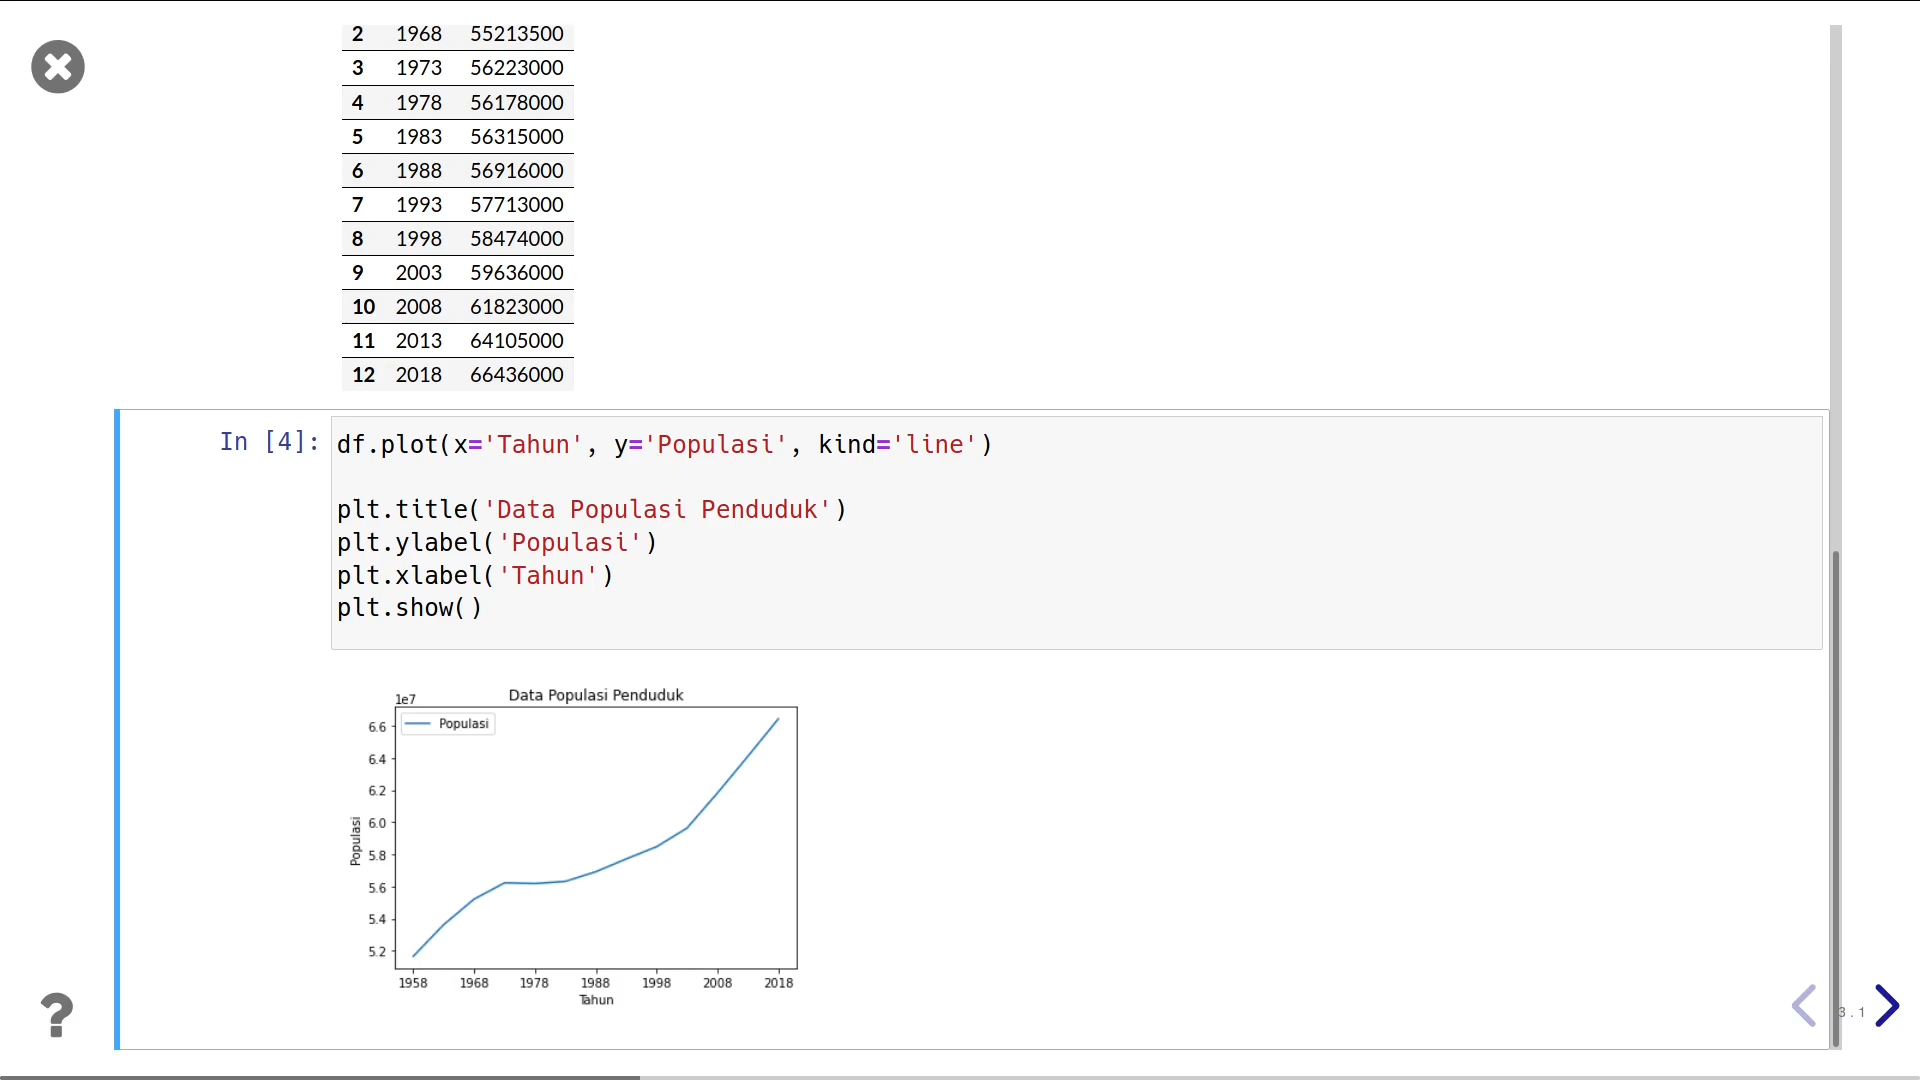 2 1968 55213500
3 1973 56223000
4 1978 56178000
5 1983 56315000
6 1988 56916000
7 1993 57713000
8 1998 58474000
9 2003 59636000
10 2008 61823000
11 2013 64105000
12 2018 66436000
In [4]:
df.plot(x='Tahun', y='Populasi', kind='line')
plt.title('Data Populasi Penduduk')
plt.ylabel('Populasi')
plt.xlabel('Tahun')
plt.show()
Data Populasi Penduduk
1e7
Populasi
6.6
6.4
6.2
6.0
5.8
5.6
5.4
5.2
Populasi
1958 1968 1978 1988 1998 2008 2018
Tahun
3.1
?